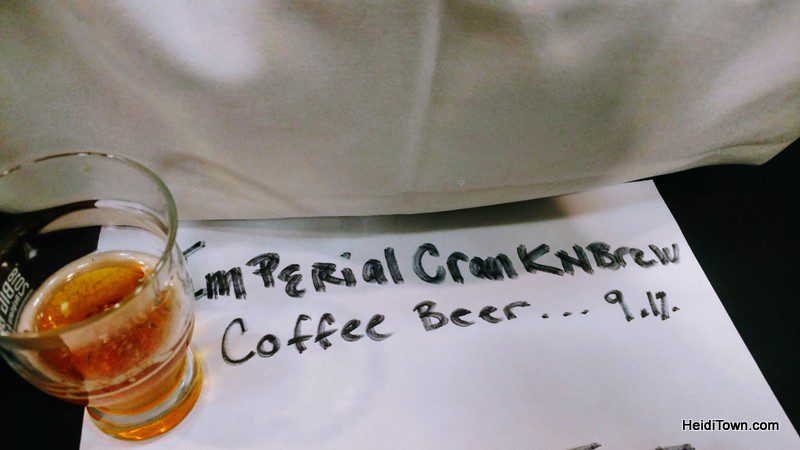 Imperial CranKNBrew
Coffee Beer... 9.1%.
HeidiTown.com